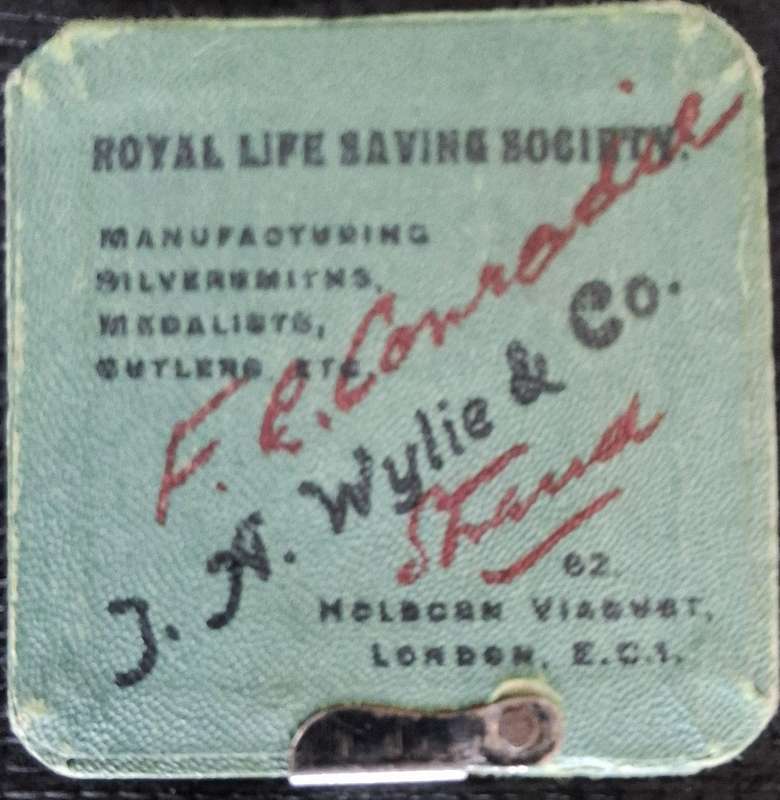 ROYAL LIFE SAVING SOCIETY.
MANUFACTURING
SILVERSMITHS,
MEDALISTS,
CUTLERS. ETC.
F. C. Conradie
J. N. Wylie & Co.
Strand
62.
HOLBORN VIADUCT,
LONDON, E.C.1.